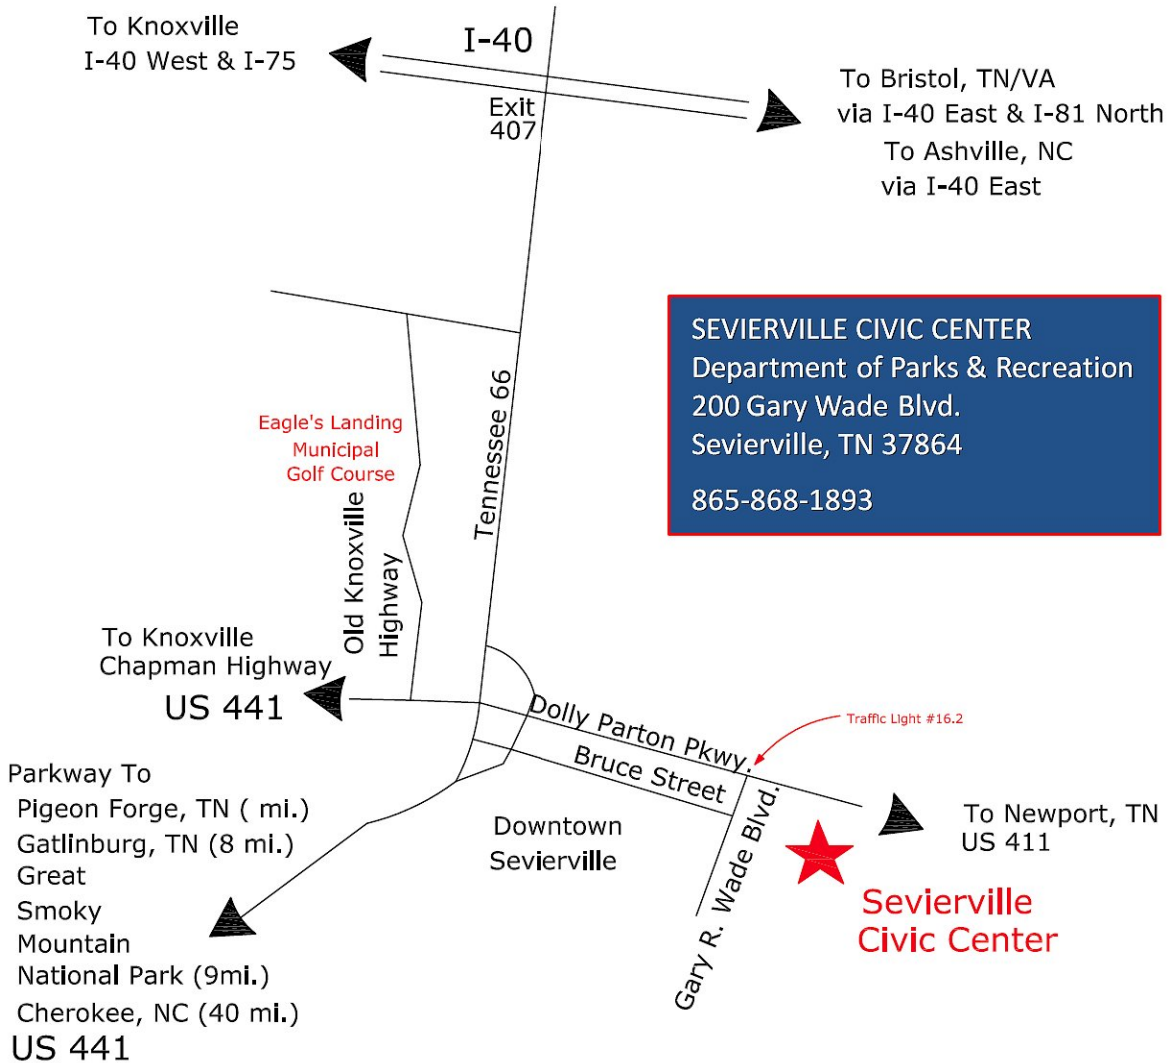 To Knoxville
I-40 West & I-75
I-40
Exit
407
To Bristol, TN/VA
via I-40 East & I-81 North
To Ashville, NC
via I-40 East
SEVIERVILLE CIVIC CENTER
Department of Parks & Recreation
200 Gary Wade Blvd.
Sevierville, TN 37864
865-868-1893
Tennessee 66
Eagle's Landing
Municipal
Golf Course
Old Knoxville
Highway
To Knoxville
Chapman Highway
US 441
Dolly Parton Pkwy.
Traffic Light #16.2
Bruce Street
Parkway To
Pigeon Forge, TN ( mi.)
Gatlinburg, TN (8 mi.)
Great
Smoky
Mountain
National Park (9mi.)
Cherokee, NC (40 mi.)
US 441
Downtown
Sevierville
Gary R. Wade Blvd.
To Newport, TN
US 411
Sevierville
Civic Center